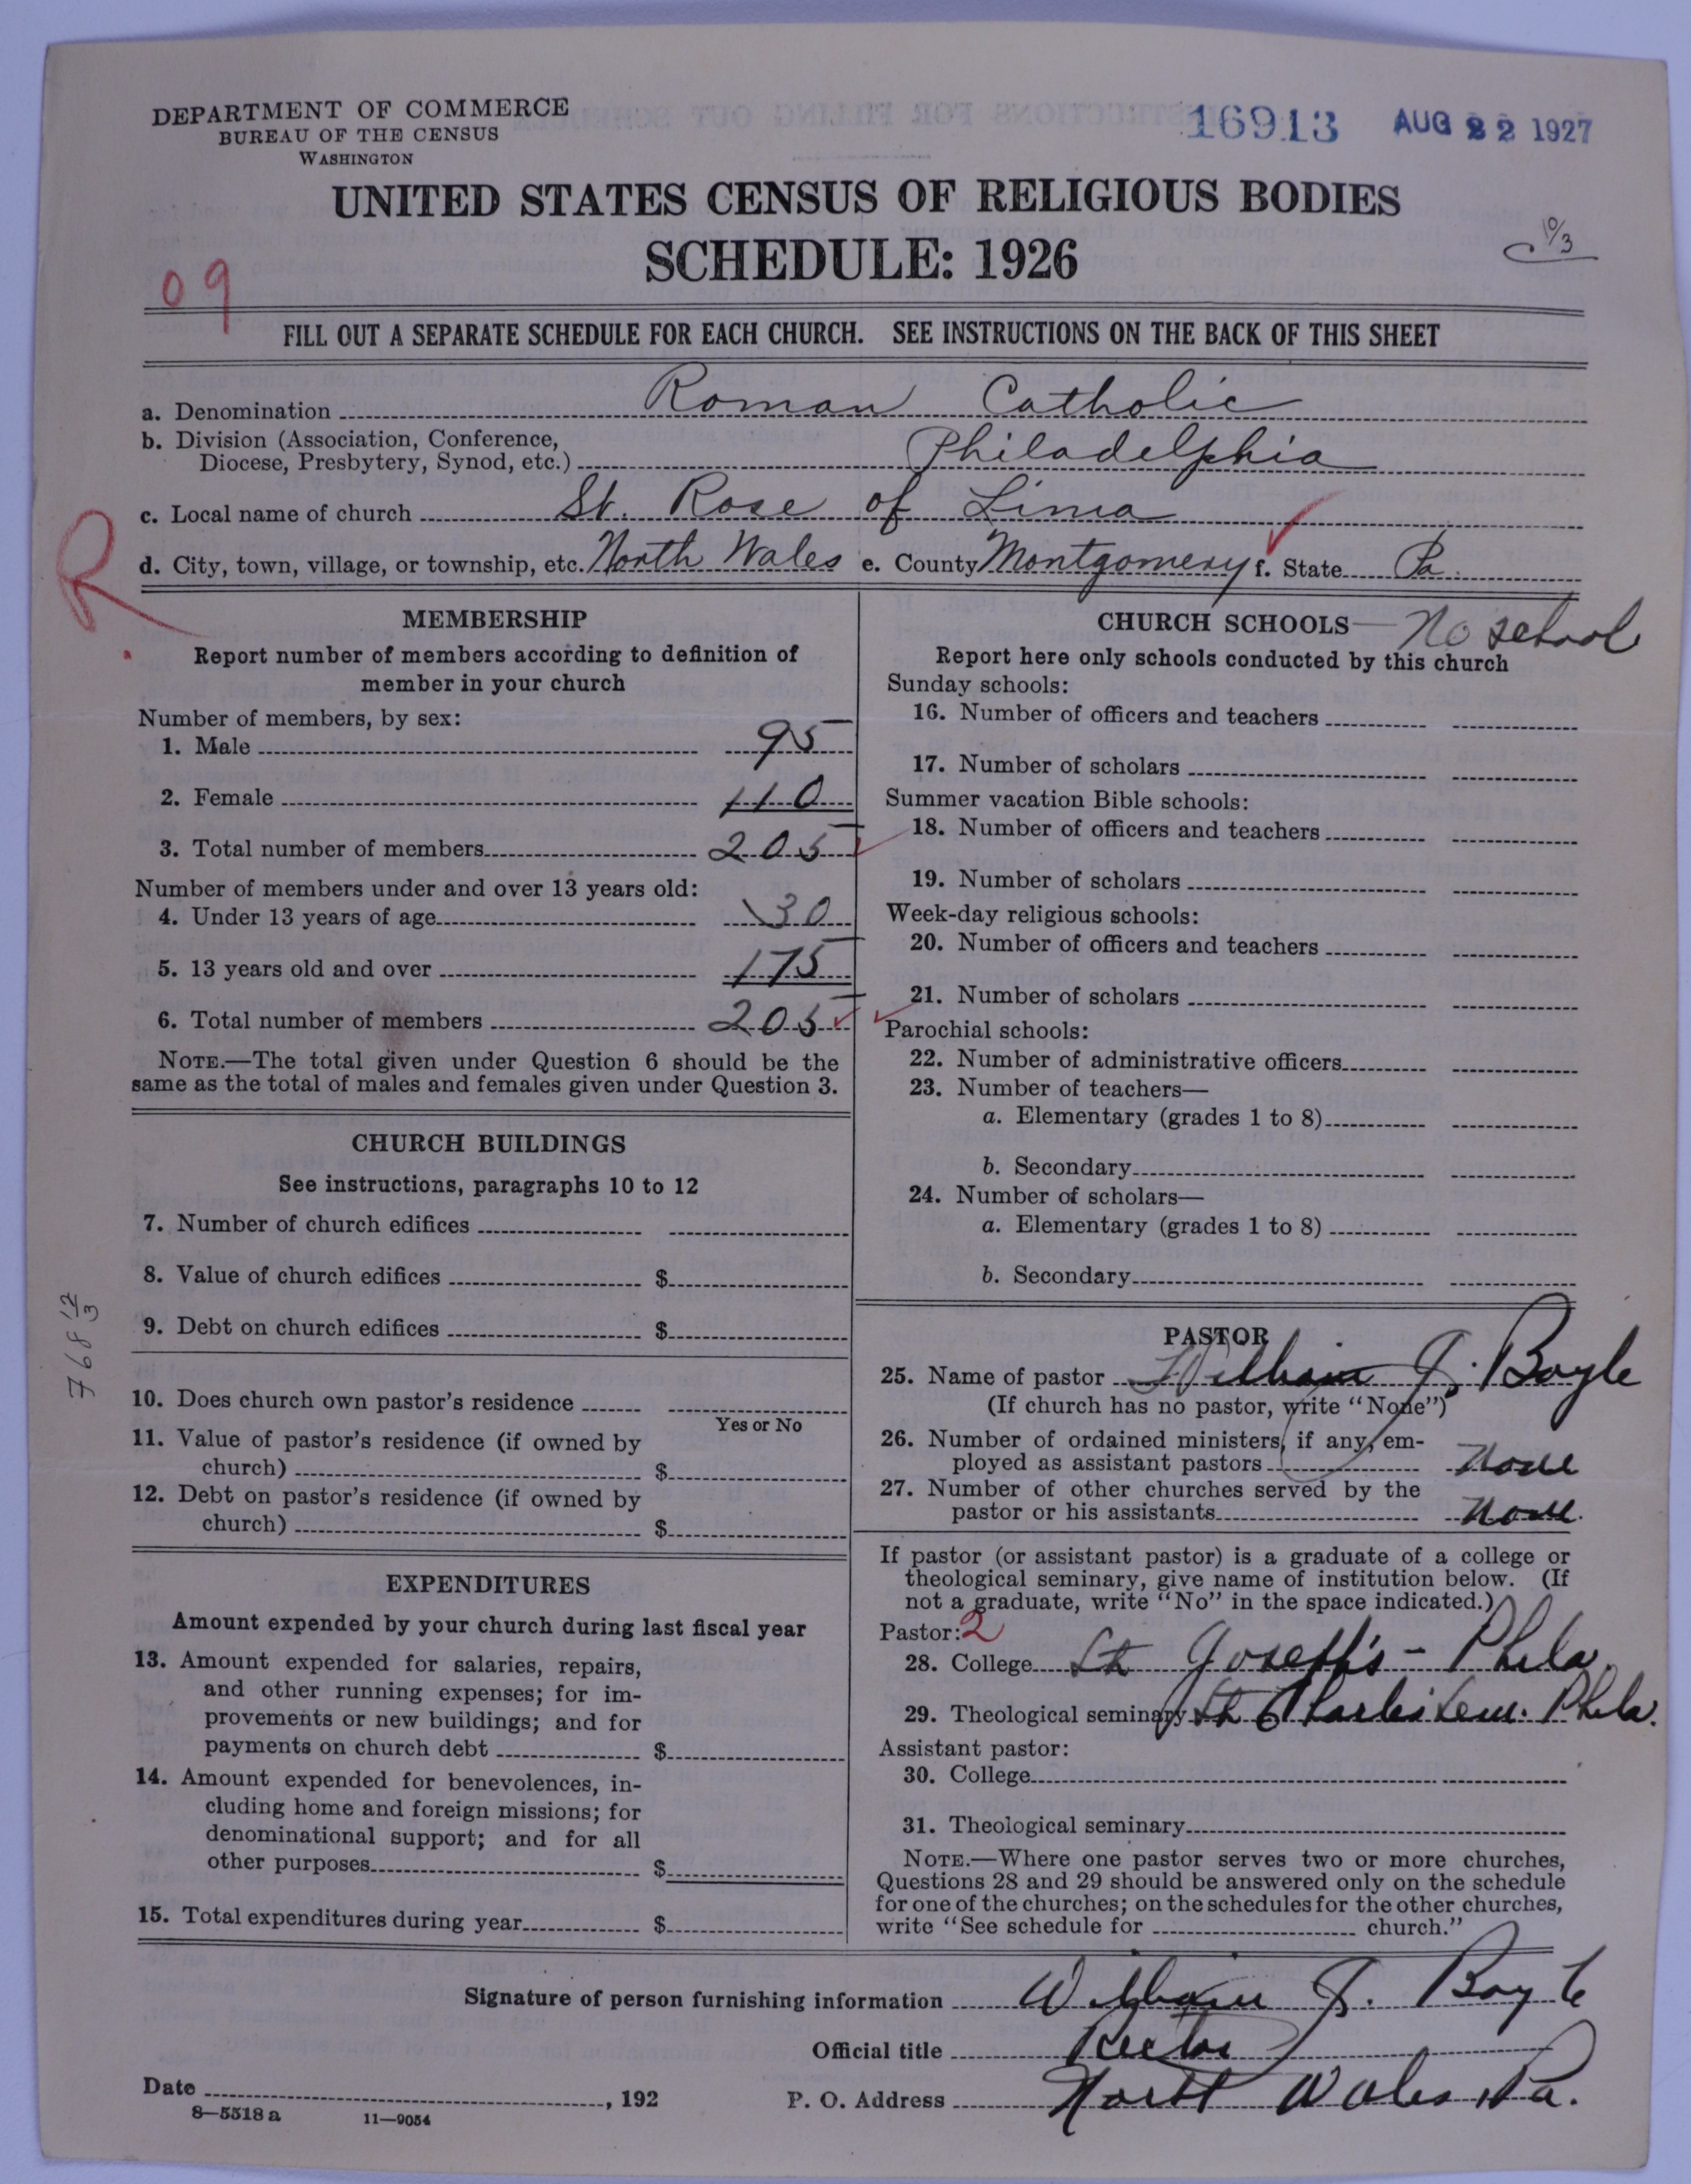 DEPARTMENT OF COMMERCE
BUREAU OF THE CENSUS
WASHINGTON
16913 AUG 22 1927
UNITED STATES CENSUS OF RELIGIOUS BODIES
SCHEDULE: 1926
10/3
09
FILL OUT A SEPARATE SCHEDULE FOR EACH CHURCH. SEE INSTRUCTIONS ON THE BACK OF THIS SHEET
a. Denomination Roman Catholic
b. Division (Association, Conference,
Diocese, Presbytery, Synod, etc.) Philadelphia
c. Local name of church St. Rose of Lima
d. City, town, village, or township, etc. North Wales e. County Montgomery f. State Pa.
R
MEMBERSHIP
Report number of members according to definition of
member in your church
Number of members, by sex:
1. Male 95
2. Female 110
3. Total number of members 205
Number of members under and over 13 years old:
4. Under 13 years of age 30
5. 13 years old and over 175
6. Total number of members 205
NOTE.—The total given under Question 6 should be the
same as the total of males and females given under Question 3.
CHURCH BUILDINGS
See instructions, paragraphs 10 to 12
7. Number of church edifices
8. Value of church edifices $
9. Debt on church edifices $
768 12/3
10. Does church own pastor's residence
Yes or No
11. Value of pastor's residence (if owned by
church) $
12. Debt on pastor's residence (if owned by
church) $
EXPENDITURES
Amount expended by your church during last fiscal year
13. Amount expended for salaries, repairs,
and other running expenses; for im-
provements or new buildings; and for
payments on church debt $
14. Amount expended for benevolences, in-
cluding home and foreign missions; for
denominational support; and for all
other purposes $
15. Total expenditures during year $
CHURCH SCHOOLS — No school
Report here only schools conducted by this church
Sunday schools:
16. Number of officers and teachers
17. Number of scholars
Summer vacation Bible schools:
18. Number of officers and teachers
19. Number of scholars
Week-day religious schools:
20. Number of officers and teachers
21. Number of scholars
Parochial schools:
22. Number of administrative officers
23. Number of teachers—
a. Elementary (grades 1 to 8)
b. Secondary
24. Number of scholars—
a. Elementary (grades 1 to 8)
b. Secondary
PASTOR
25. Name of pastor William J. Boyle
(If church has no pastor, write "None")
26. Number of ordained ministers, if any, em-
ployed as assistant pastors None
27. Number of other churches served by the
pastor or his assistants None.
If pastor (or assistant pastor) is a graduate of a college or
theological seminary, give name of institution below. (If
not a graduate, write "No" in the space indicated.)
Pastor: 2
28. College St Joseph's - Phila.
29. Theological seminary St Charles Sem. Phila.
Assistant pastor:
30. College
31. Theological seminary
NOTE.—Where one pastor serves two or more churches,
Questions 28 and 29 should be answered only on the schedule
for one of the churches; on the schedules for the other churches,
write "See schedule for church."
Signature of person furnishing information William J. Boyle
Official title Rector
Date , 192 P. O. Address North Wales, Pa.
8—5518 a 11—9054